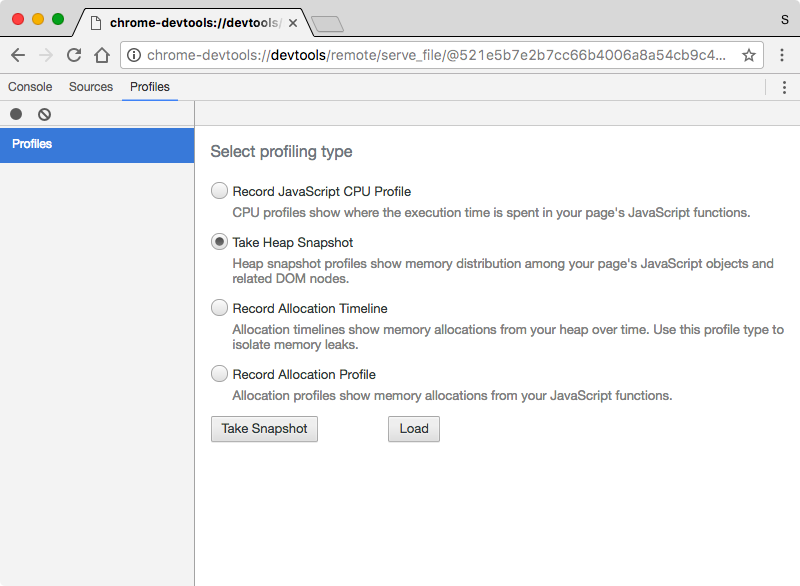 chrome-devtools://devtools/
S
chrome-devtools://devtools/remote/serve_file/@521e5b7e2b7cc66b4006a8a54cb9c4...
Console Sources Profiles
Profiles
Select profiling type
Record JavaScript CPU Profile
CPU profiles show where the execution time is spent in your page's JavaScript functions.
Take Heap Snapshot
Heap snapshot profiles show memory distribution among your page's JavaScript objects and
related DOM nodes.
Record Allocation Timeline
Allocation timelines show memory allocations from your heap over time. Use this profile type to
isolate memory leaks.
Record Allocation Profile
Allocation profiles show memory allocations from your JavaScript functions.
Take Snapshot Load